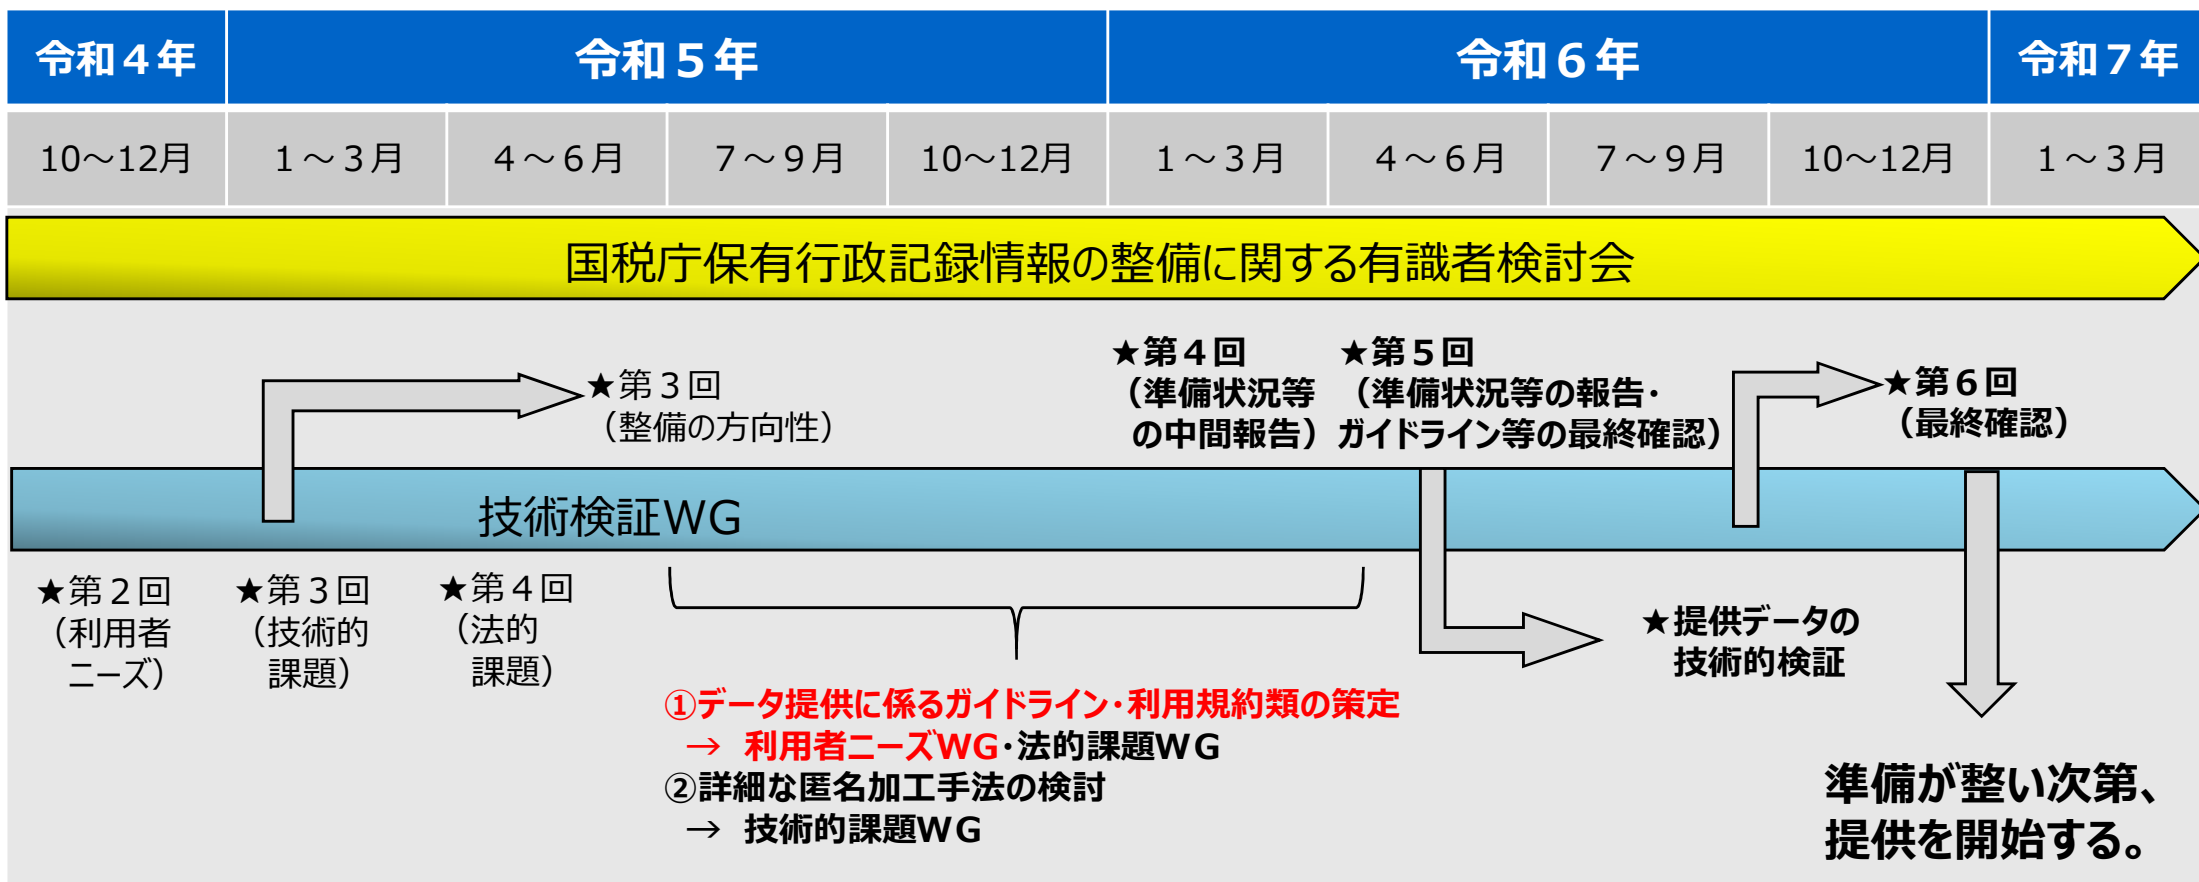 令和４年 令和５年 令和６年 令和７年
10～12月 １～３月 ４～６月 ７～９月 10～12月 １～３月 ４～６月 ７～９月 10～12月 １～３月
国税庁保有行政記録情報の整備に関する有識者検討会
★第３回
（整備の方向性）
★第４回
（準備状況等
の中間報告）
★第５回
（準備状況等の報告・
ガイドライン等の最終確認）
★第６回
（最終確認）
技術検証WG
★第２回
（利用者
ニーズ）
★第３回
（技術的
課題）
★第４回
（法的
課題）
①データ提供に係るガイドライン・利用規約類の策定
→ 利用者ニーズWG・法的課題WG
②詳細な匿名加工手法の検討
→ 技術的課題WG
★提供データの
技術的検証
準備が整い次第、
提供を開始する。